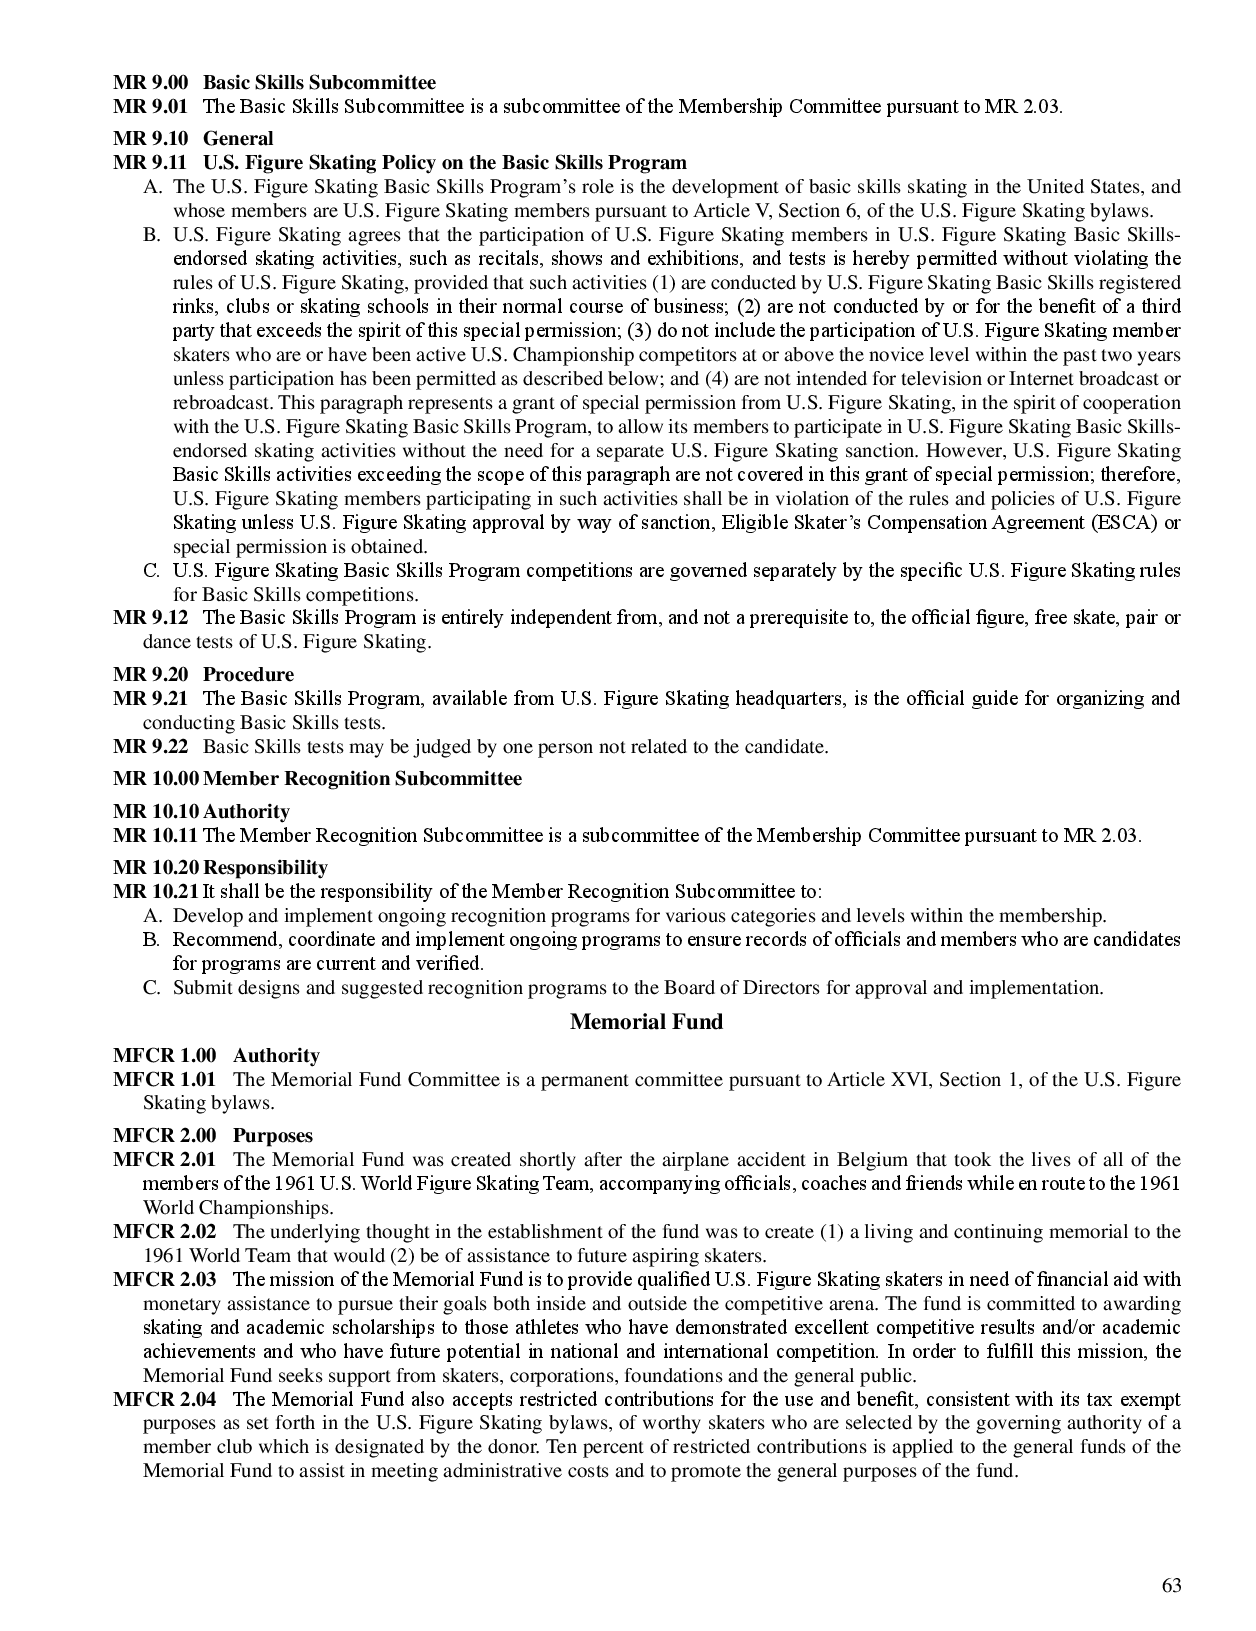 MR 9.00 Basic Skills Subcommittee
MR 9.01 The Basic Skills Subcommittee is a subcommittee of the Membership Committee pursuant to MR 2.03.
MR 9.10 General
MR 9.11 U.S. Figure Skating Policy on the Basic Skills Program
A. The U.S. Figure Skating Basic Skills Program’s role is the development of basic skills skating in the United States, and
whose members are U.S. Figure Skating members pursuant to Article V, Section 6, of the U.S. Figure Skating bylaws.
B. U.S. Figure Skating agrees that the participation of U.S. Figure Skating members in U.S. Figure Skating Basic Skills-
endorsed skating activities, such as recitals, shows and exhibitions, and tests is hereby permitted without violating the
rules of U.S. Figure Skating, provided that such activities (1) are conducted by U.S. Figure Skating Basic Skills registered
rinks, clubs or skating schools in their normal course of business; (2) are not conducted by or for the benefit of a third
party that exceeds the spirit of this special permission; (3) do not include the participation of U.S. Figure Skating member
skaters who are or have been active U.S. Championship competitors at or above the novice level within the past two years
unless participation has been permitted as described below; and (4) are not intended for television or Internet broadcast or
rebroadcast. This paragraph represents a grant of special permission from U.S. Figure Skating, in the spirit of cooperation
with the U.S. Figure Skating Basic Skills Program, to allow its members to participate in U.S. Figure Skating Basic Skills-
endorsed skating activities without the need for a separate U.S. Figure Skating sanction. However, U.S. Figure Skating
Basic Skills activities exceeding the scope of this paragraph are not covered in this grant of special permission; therefore,
U.S. Figure Skating members participating in such activities shall be in violation of the rules and policies of U.S. Figure
Skating unless U.S. Figure Skating approval by way of sanction, Eligible Skater’s Compensation Agreement (ESCA) or
special permission is obtained.
C. U.S. Figure Skating Basic Skills Program competitions are governed separately by the specific U.S. Figure Skating rules
for Basic Skills competitions.
MR 9.12 The Basic Skills Program is entirely independent from, and not a prerequisite to, the official figure, free skate, pair or
dance tests of U.S. Figure Skating.
MR 9.20 Procedure
MR 9.21 The Basic Skills Program, available from U.S. Figure Skating headquarters, is the official guide for organizing and
conducting Basic Skills tests.
MR 9.22 Basic Skills tests may be judged by one person not related to the candidate.
MR 10.00 Member Recognition Subcommittee
MR 10.10 Authority
MR 10.11 The Member Recognition Subcommittee is a subcommittee of the Membership Committee pursuant to MR 2.03.
MR 10.20 Responsibility
MR 10.21 It shall be the responsibility of the Member Recognition Subcommittee to:
A. Develop and implement ongoing recognition programs for various categories and levels within the membership.
B. Recommend, coordinate and implement ongoing programs to ensure records of officials and members who are candidates
for programs are current and verified.
C. Submit designs and suggested recognition programs to the Board of Directors for approval and implementation.
Memorial Fund
MFCR 1.00 Authority
MFCR 1.01 The Memorial Fund Committee is a permanent committee pursuant to Article XVI, Section 1, of the U.S. Figure
Skating bylaws.
MFCR 2.00 Purposes
MFCR 2.01 The Memorial Fund was created shortly after the airplane accident in Belgium that took the lives of all of the
members of the 1961 U.S. World Figure Skating Team, accompanying officials, coaches and friends while en route to the 1961
World Championships.
MFCR 2.02 The underlying thought in the establishment of the fund was to create (1) a living and continuing memorial to the
1961 World Team that would (2) be of assistance to future aspiring skaters.
MFCR 2.03 The mission of the Memorial Fund is to provide qualified U.S. Figure Skating skaters in need of financial aid with
monetary assistance to pursue their goals both inside and outside the competitive arena. The fund is committed to awarding
skating and academic scholarships to those athletes who have demonstrated excellent competitive results and/or academic
achievements and who have future potential in national and international competition. In order to fulfill this mission, the
Memorial Fund seeks support from skaters, corporations, foundations and the general public.
MFCR 2.04 The Memorial Fund also accepts restricted contributions for the use and benefit, consistent with its tax exempt
purposes as set forth in the U.S. Figure Skating bylaws, of worthy skaters who are selected by the governing authority of a
member club which is designated by the donor. Ten percent of restricted contributions is applied to the general funds of the
Memorial Fund to assist in meeting administrative costs and to promote the general purposes of the fund.
63